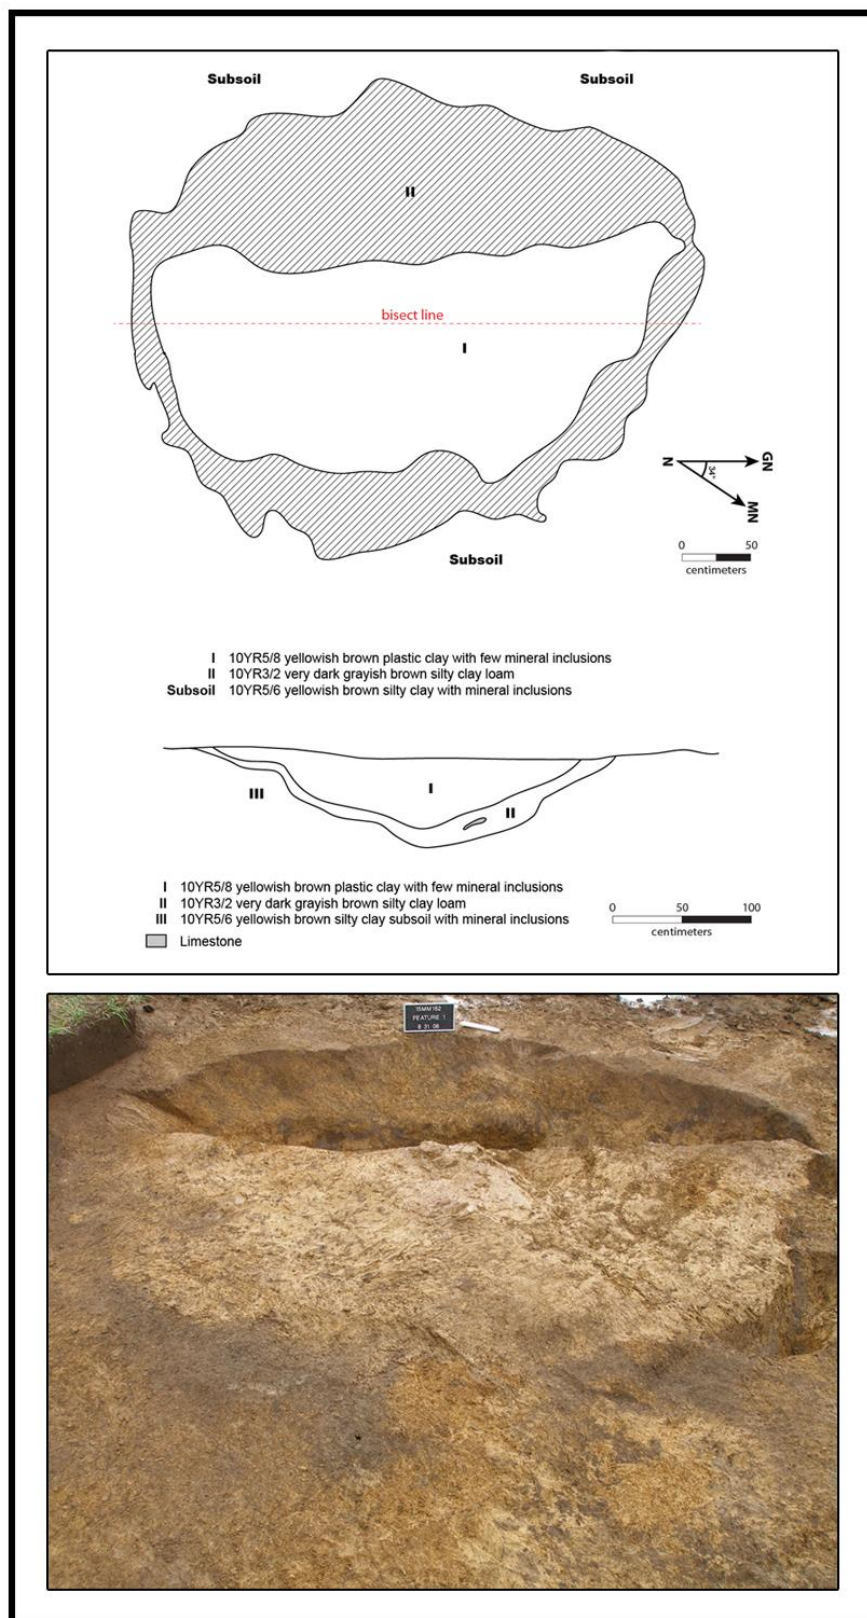 Subsoil Subsoil
II
bisect line
I
N GN
34°
MN
0 50
centimeters
Subsoil
I 10YR5/8 yellowish brown plastic clay with few mineral inclusions
II 10YR3/2 very dark grayish brown silty clay loam
Subsoil 10YR5/6 yellowish brown silty clay with mineral inclusions
I
III
II
I 10YR5/8 yellowish brown plastic clay with few mineral inclusions
II 10YR3/2 very dark grayish brown silty clay loam
III 10YR5/6 yellowish brown silty clay subsoil with mineral inclusions
Limestone
0 50 100
centimeters
15MM152
FEATURE 1
8 31 06